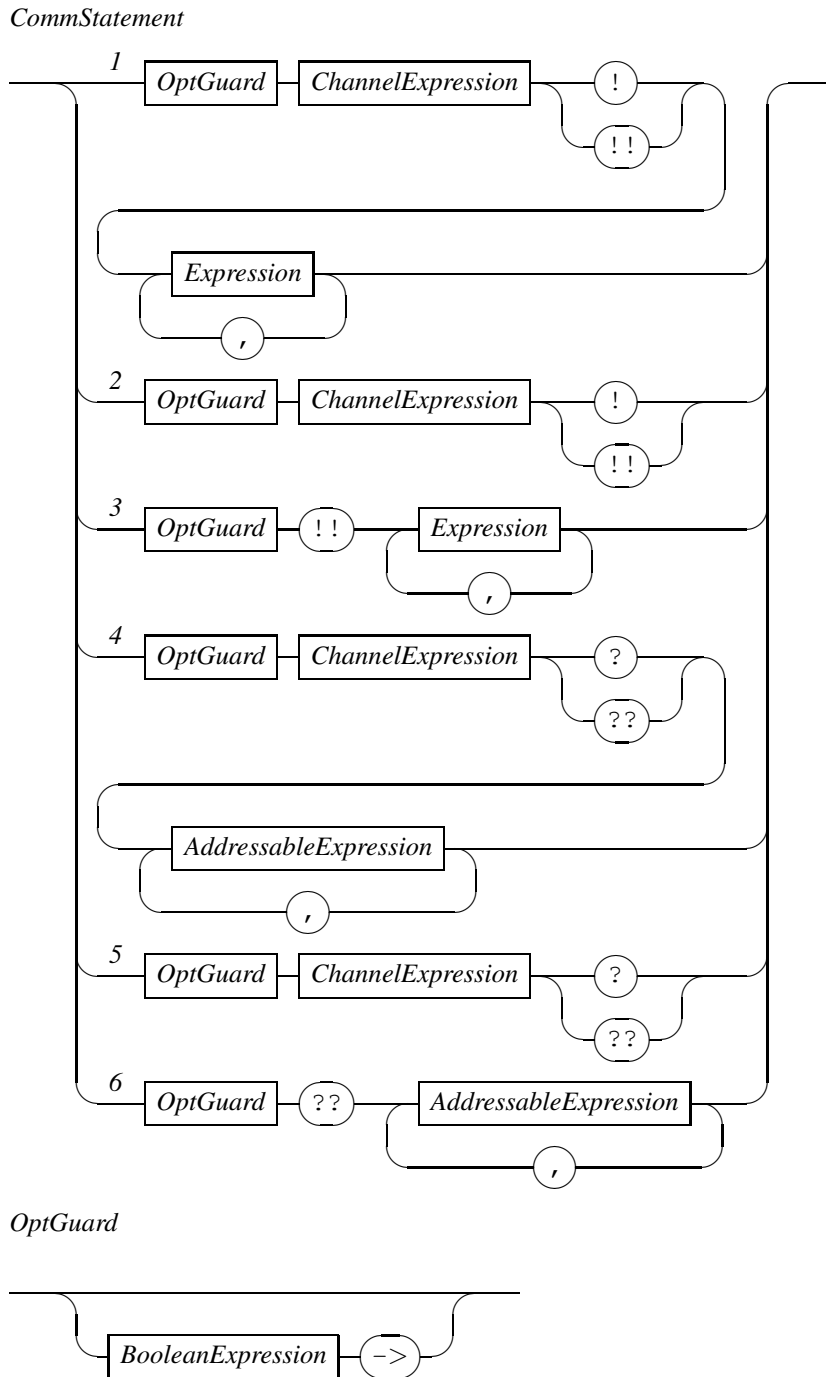 CommStatement
1 OptGuard ChannelExpression !
!!
Expression
,
2 OptGuard ChannelExpression !
!!
3 OptGuard !! Expression
,
4 OptGuard ChannelExpression ?
??
AddressableExpression
,
5 OptGuard ChannelExpression ?
??
6 OptGuard ?? AddressableExpression
,
OptGuard
BooleanExpression ->